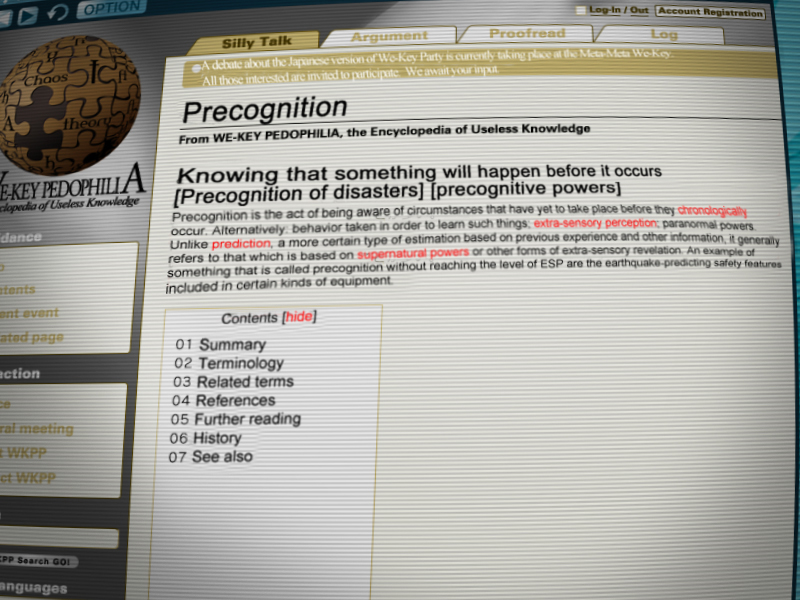 OPTION
Log-In / Out Account Registration
Silly Talk Argument Proofread Log
A debate about the Japanese version of We-Key Party is currently taking place at the Meta-Meta We-Key.
All those interested are invited to participate. We await your input.
Chaos
theory
E-KEY PEDOPHILIA
clopedia of Useless Knowledge
Precognition
From WE-KEY PEDOPHILIA, the Encyclopedia of Useless Knowledge
Knowing that something will happen before it occurs
[Precognition of disasters] [precognitive powers]
Precognition is the act of being aware of circumstances that have yet to take place before they chronologically
occur. Alternatively: behavior taken in order to learn such things; extra-sensory perception; paranormal powers.
Unlike prediction, a more certain type of estimation based on previous experience and other information, it generally
refers to that which is based on supernatural powers or other forms of extra-sensory revelation. An example of
something that is called precognition without reaching the level of ESP are the earthquake-predicting safety features
included in certain kinds of equipment.
Contents [hide]
01 Summary
02 Terminology
03 Related terms
04 References
05 Further reading
06 History
07 See also
idance
ntents
ent event
ated page
ection
ce
ral meeting
t WKPP
ct WKPP
KPP Search GO!
anguages